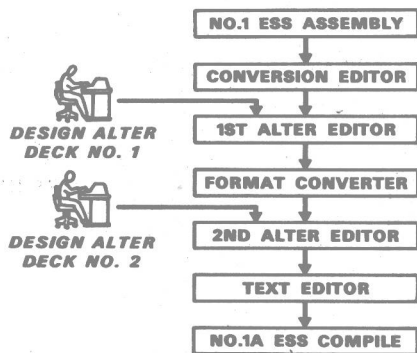 NO.1 ESS ASSEMBLY
CONVERSION EDITOR
DESIGN ALTER
DECK NO. 1
1ST ALTER EDITOR
FORMAT CONVERTER
DESIGN ALTER
DECK NO. 2
2ND ALTER EDITOR
TEXT EDITOR
NO.1A ESS COMPILE